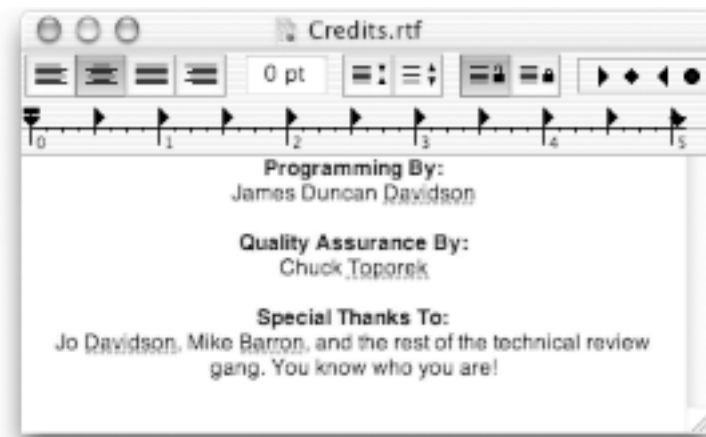 Credits.rtf
0 pt
0 1 2 3 4 5
Programming By:
James Duncan Davidson
Quality Assurance By:
Chuck Toporek
Special Thanks To:
Jo Davidson, Mike Barron, and the rest of the technical review
gang. You know who you are!